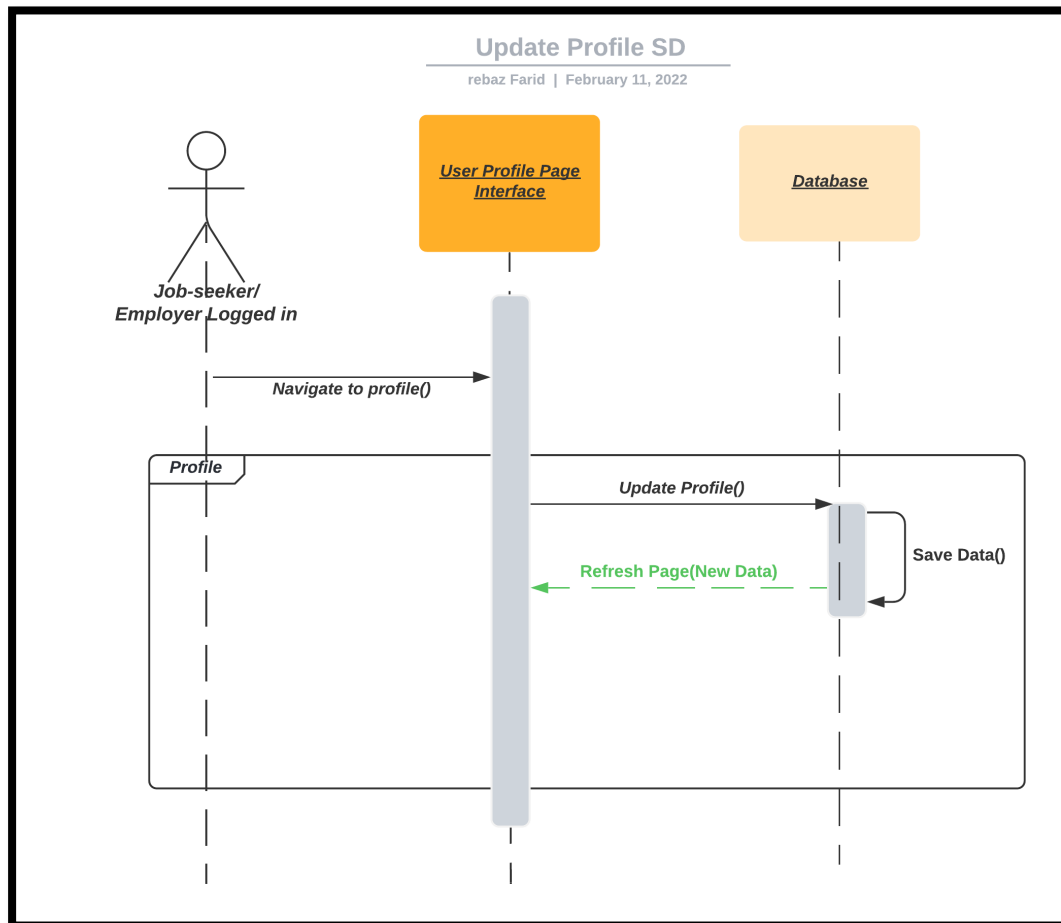 Update Profile SD
rebaz Farid | February 11, 2022
User Profile Page
Interface
Database
Job-seeker/
Employer Logged in
Navigate to profile()
Profile
Update Profile()
Save Data()
Refresh Page(New Data)